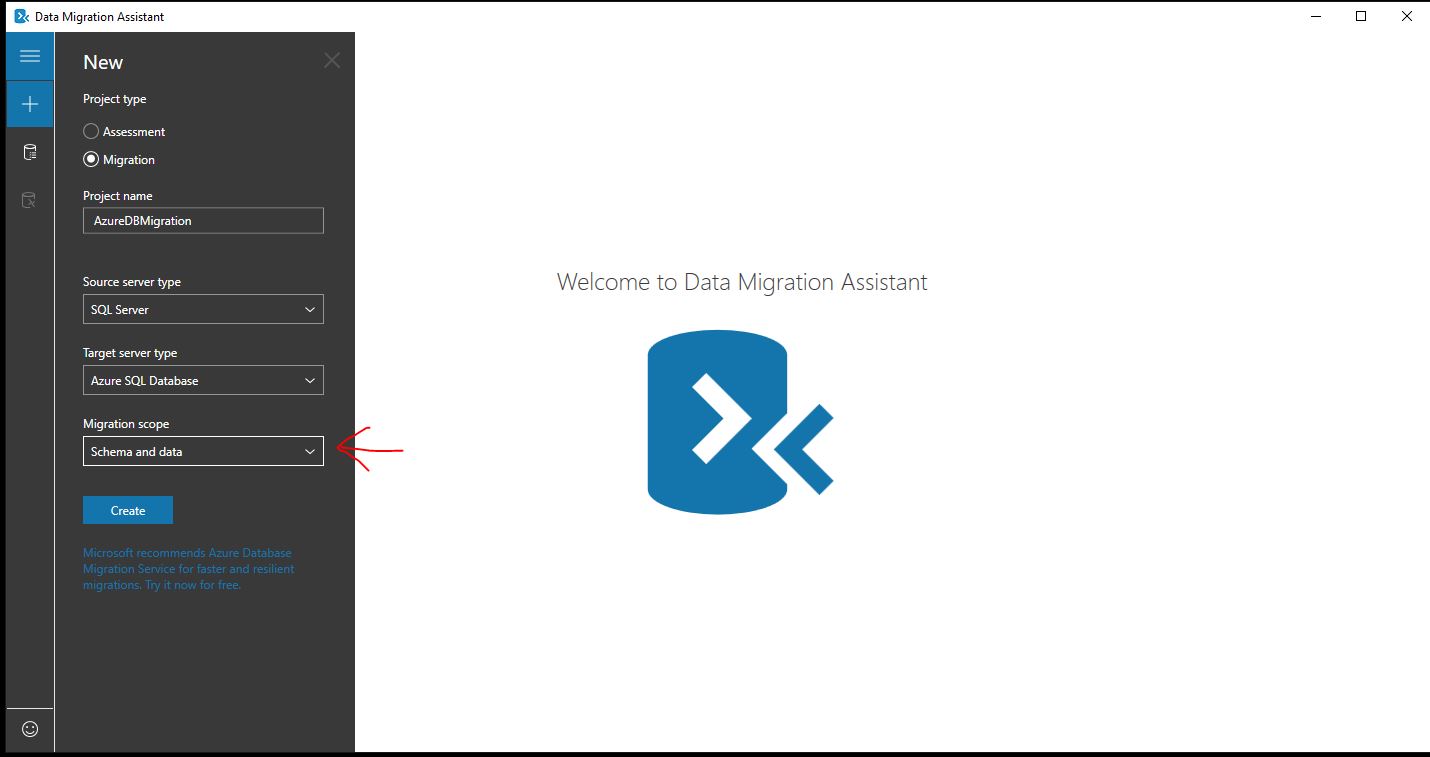 Data Migration Assistant
New
Project type
Assessment
Migration
Project name
AzureDBMigration
Source server type
SQL Server
Target server type
Azure SQL Database
Migration scope
Schema and data
Create
Microsoft recommends Azure Database
Migration Service for faster and resilient
migrations. Try it now for free.
Welcome to Data Migration Assistant